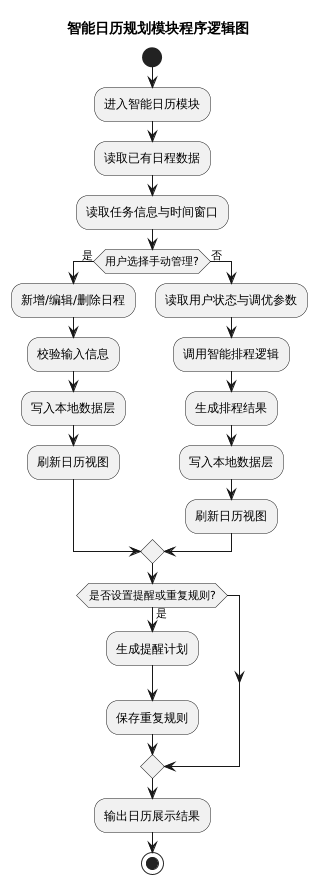 智能日历规划模块程序逻辑图
进入智能日历模块
读取已有日程数据
读取任务信息与时间窗口
用户选择手动管理?
是
否
新增/编辑/删除日程
校验输入信息
写入本地数据层
刷新日历视图
读取用户状态与调优参数
调用智能排程逻辑
生成排程结果
写入本地数据层
刷新日历视图
是否设置提醒或重复规则?
是
生成提醒计划
保存重复规则
输出日历展示结果